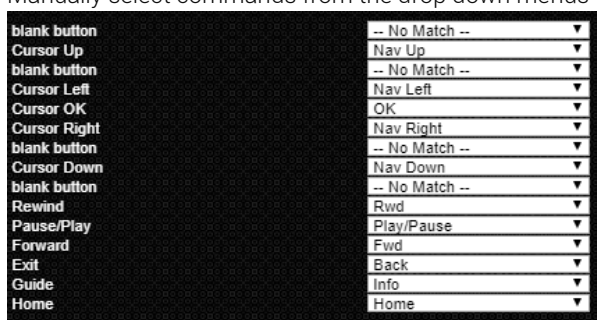 Manually select commands from the drop down menus
blank button -- No Match --
Cursor Up Nav Up
blank button -- No Match --
Cursor Left Nav Left
Cursor OK OK
Cursor Right Nav Right
blank button -- No Match --
Cursor Down Nav Down
blank button -- No Match --
Rewind Rwd
Pause/Play Play/Pause
Forward Fwd
Exit Back
Guide Info
Home Home